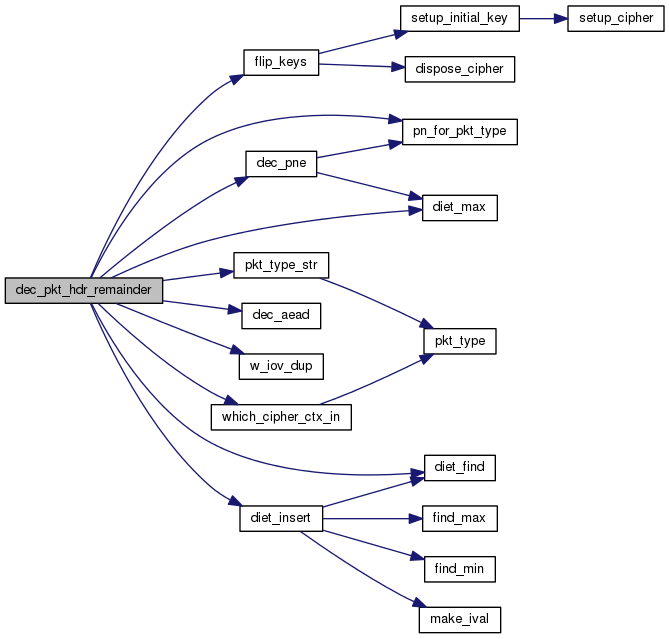 setup_initial_key
setup_cipher
flip_keys
dispose_cipher
pn_for_pkt_type
dec_pne
diet_max
pkt_type_str
dec_pkt_hdr_remainder
dec_aead
pkt_type
w_iov_dup
which_cipher_ctx_in
diet_find
diet_insert
find_max
find_min
make_ival